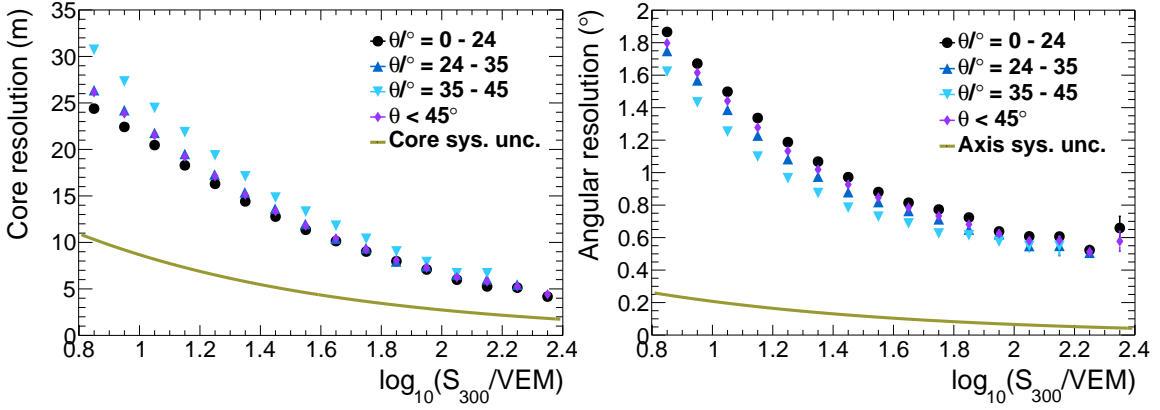 Core resolution (m)
35
30
25
20
15
10
5
0
0.8 1 1.2 1.4 1.6 1.8 2 2.2 2.4
log10(S300/VEM)
θ/° = 0 - 24
θ/° = 24 - 35
θ/° = 35 - 45
θ < 45°
Core sys. unc.
Angular resolution (°)
2
1.8
1.6
1.4
1.2
1
0.8
0.6
0.4
0.2
0
0.8 1 1.2 1.4 1.6 1.8 2 2.2 2.4
log10(S300/VEM)
θ/° = 0 - 24
θ/° = 24 - 35
θ/° = 35 - 45
θ < 45°
Axis sys. unc.